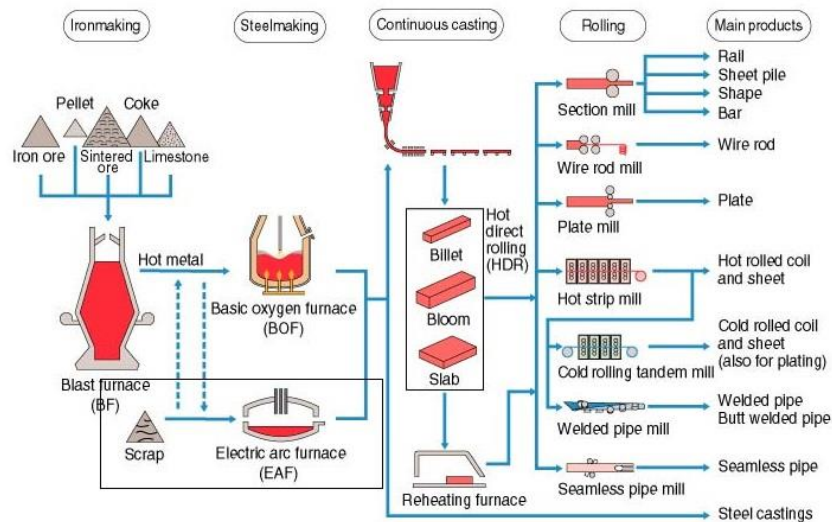 Ironmaking
Steelmaking
Continuous casting
Rolling
Main products
Pellet
Coke
Iron ore
Sintered
ore
Limestone
Hot metal
Blast furnace
(BF)
Basic oxygen furnace
(BOF)
Scrap
Electric arc furnace
(EAF)
Billet
Bloom
Slab
Hot
direct
rolling
(HDR)
Reheating furnace
Section mill
Wire rod mill
Plate mill
Hot strip mill
Cold rolling tandem mill
Welded pipe mill
Seamless pipe mill
Rail
Sheet pile
Shape
Bar
Wire rod
Plate
Hot rolled coil
and sheet
Cold rolled coil
and sheet
(also for plating)
Welded pipe
Butt welded pipe
Seamless pipe
Steel castings